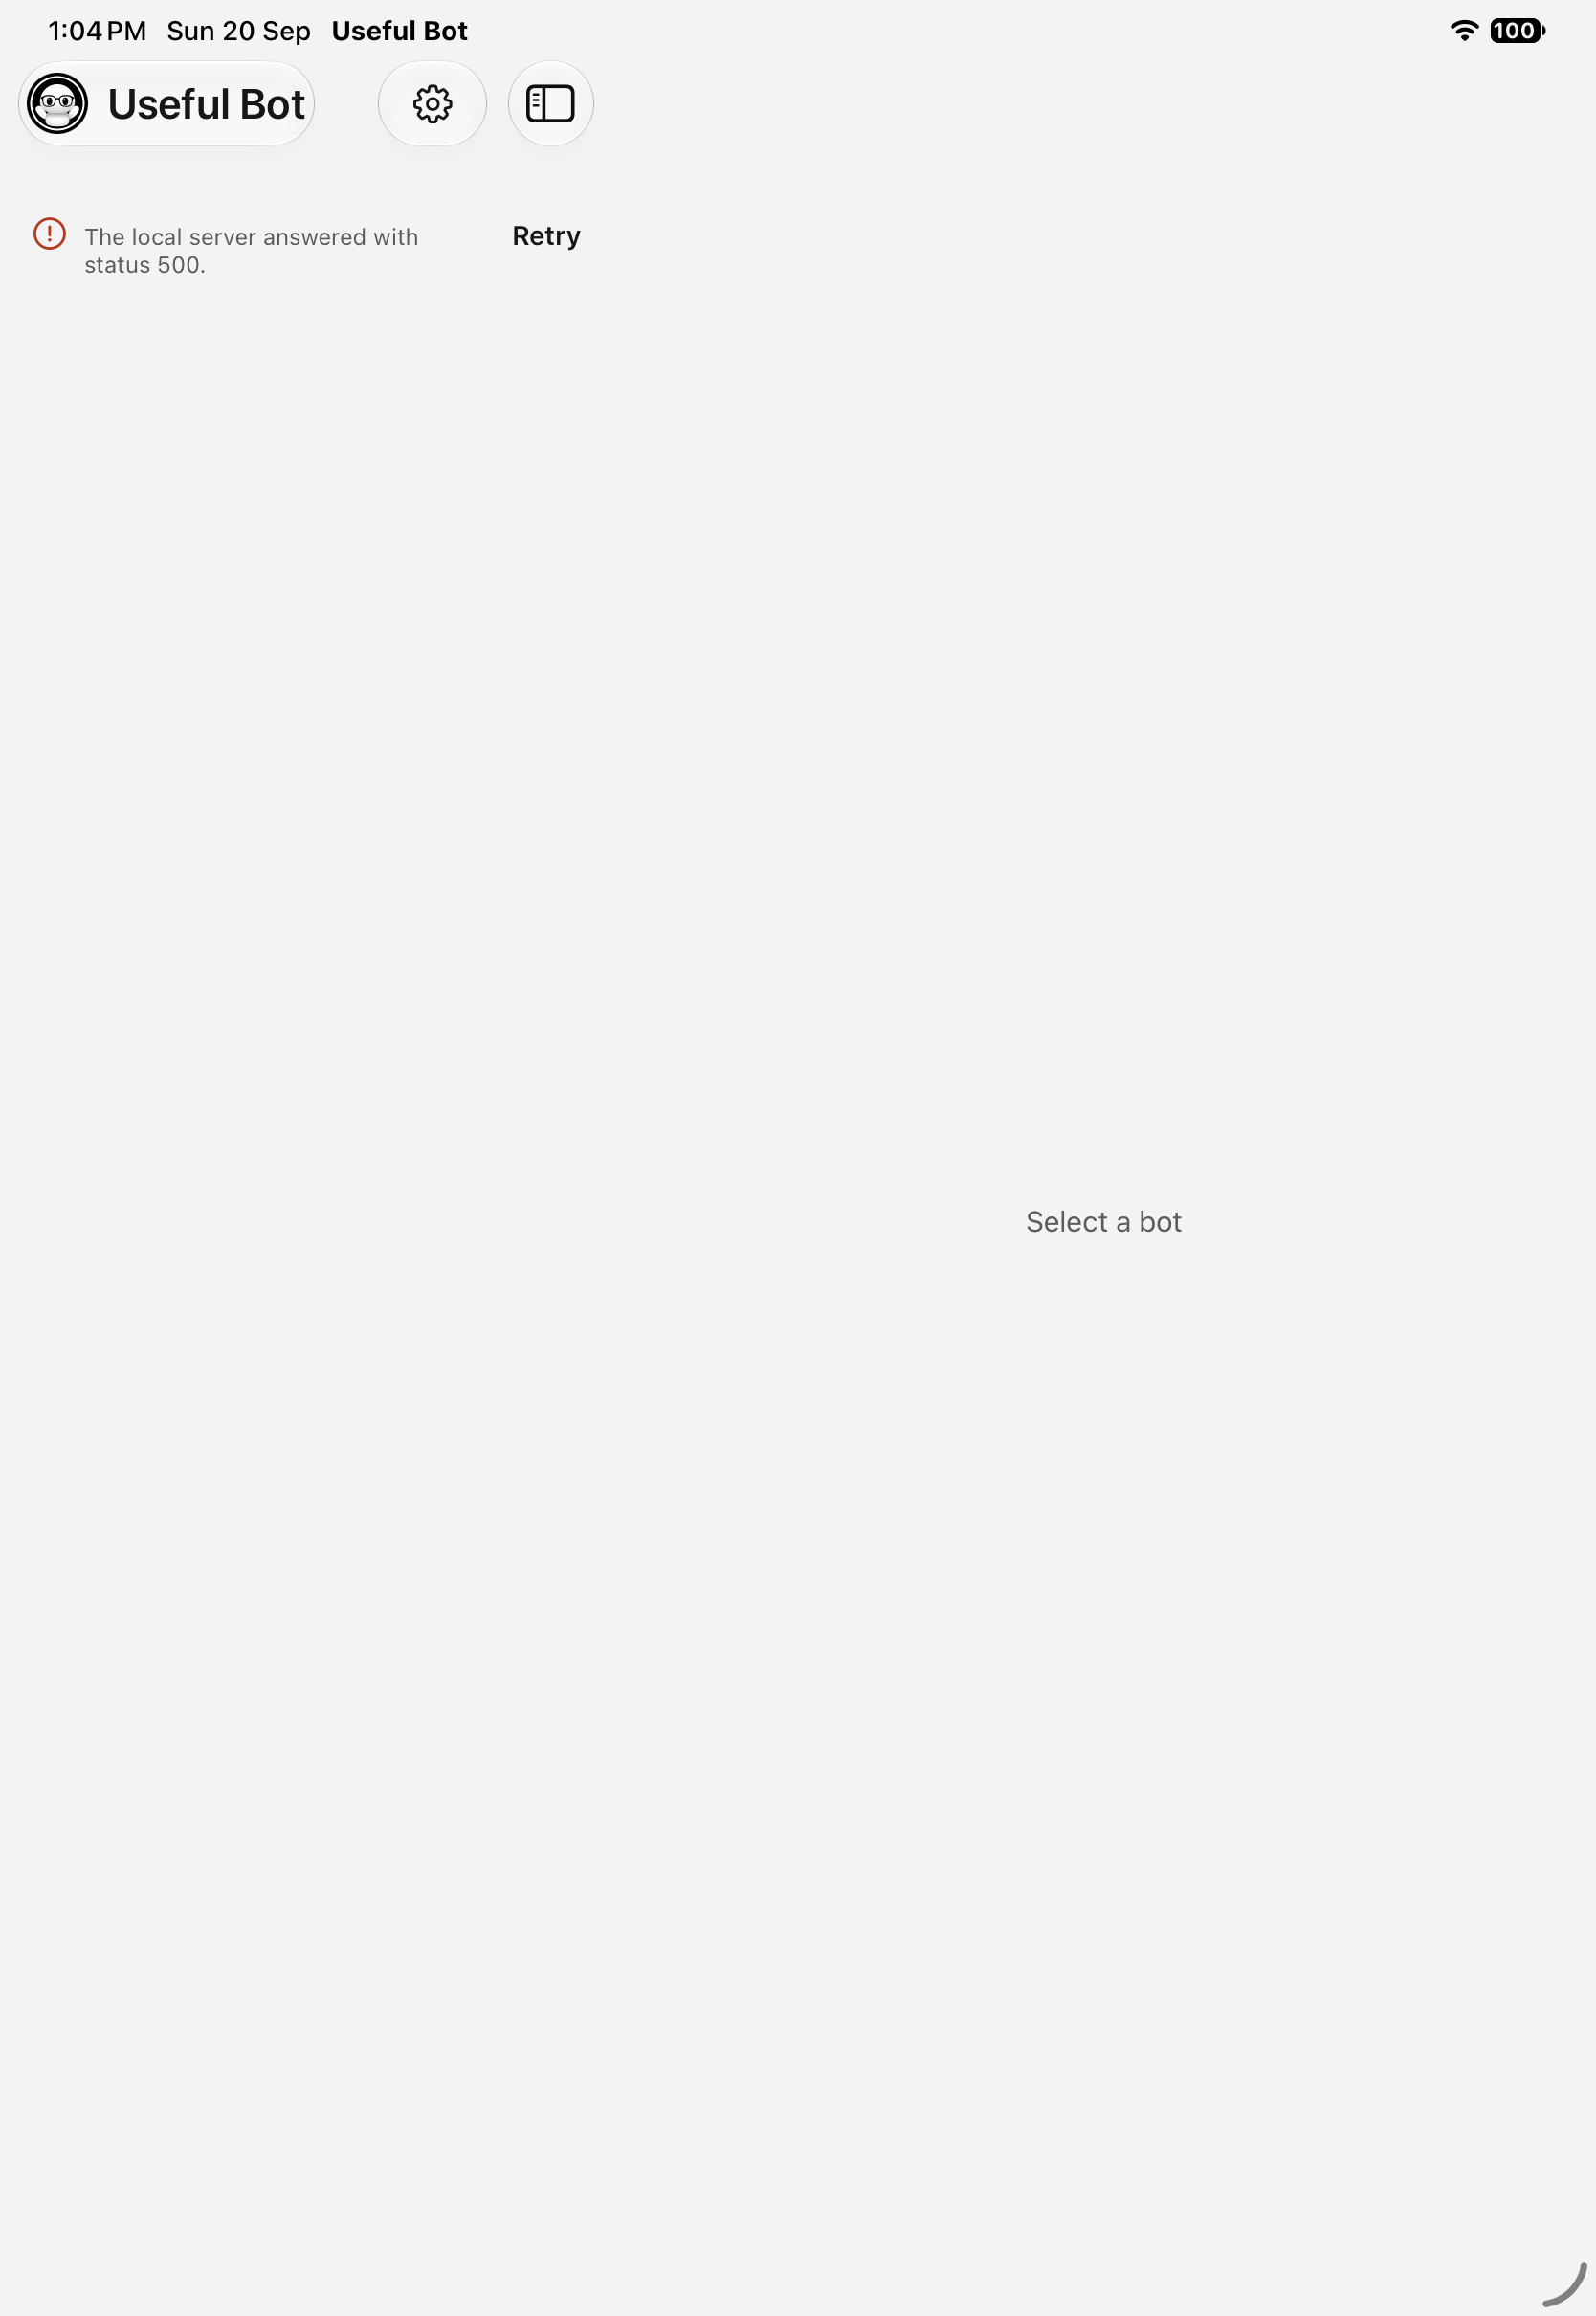 1:04 PM Sun 20 Sep Useful Bot 100
Useful Bot
The local server answered with
status 500.
Retry
Select a bot